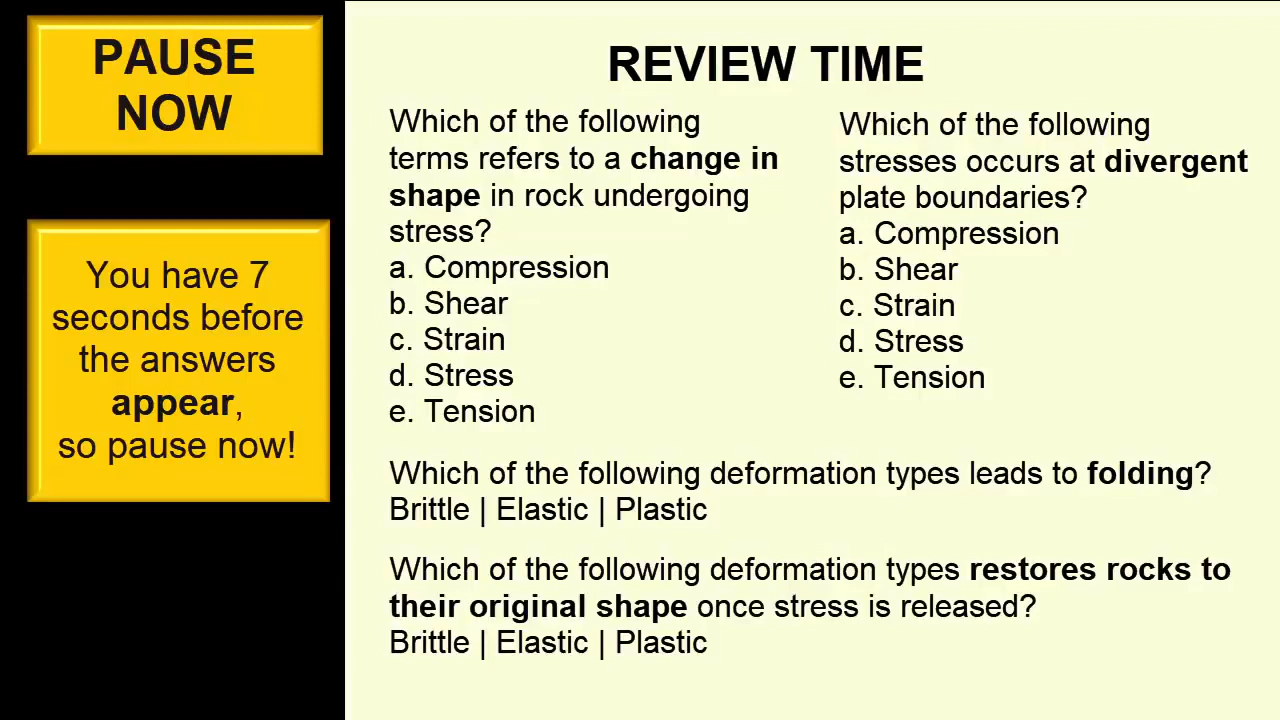 PAUSE
NOW
You have 7
seconds before
the answers
appear,
so pause now!
REVIEW TIME
Which of the following
terms refers to a change in
shape in rock undergoing
stress?
a. Compression
b. Shear
c. Strain
d. Stress
e. Tension
Which of the following
stresses occurs at divergent
plate boundaries?
a. Compression
b. Shear
c. Strain
d. Stress
e. Tension
Which of the following deformation types leads to folding?
Brittle | Elastic | Plastic
Which of the following deformation types restores rocks to
their original shape once stress is released?
Brittle | Elastic | Plastic